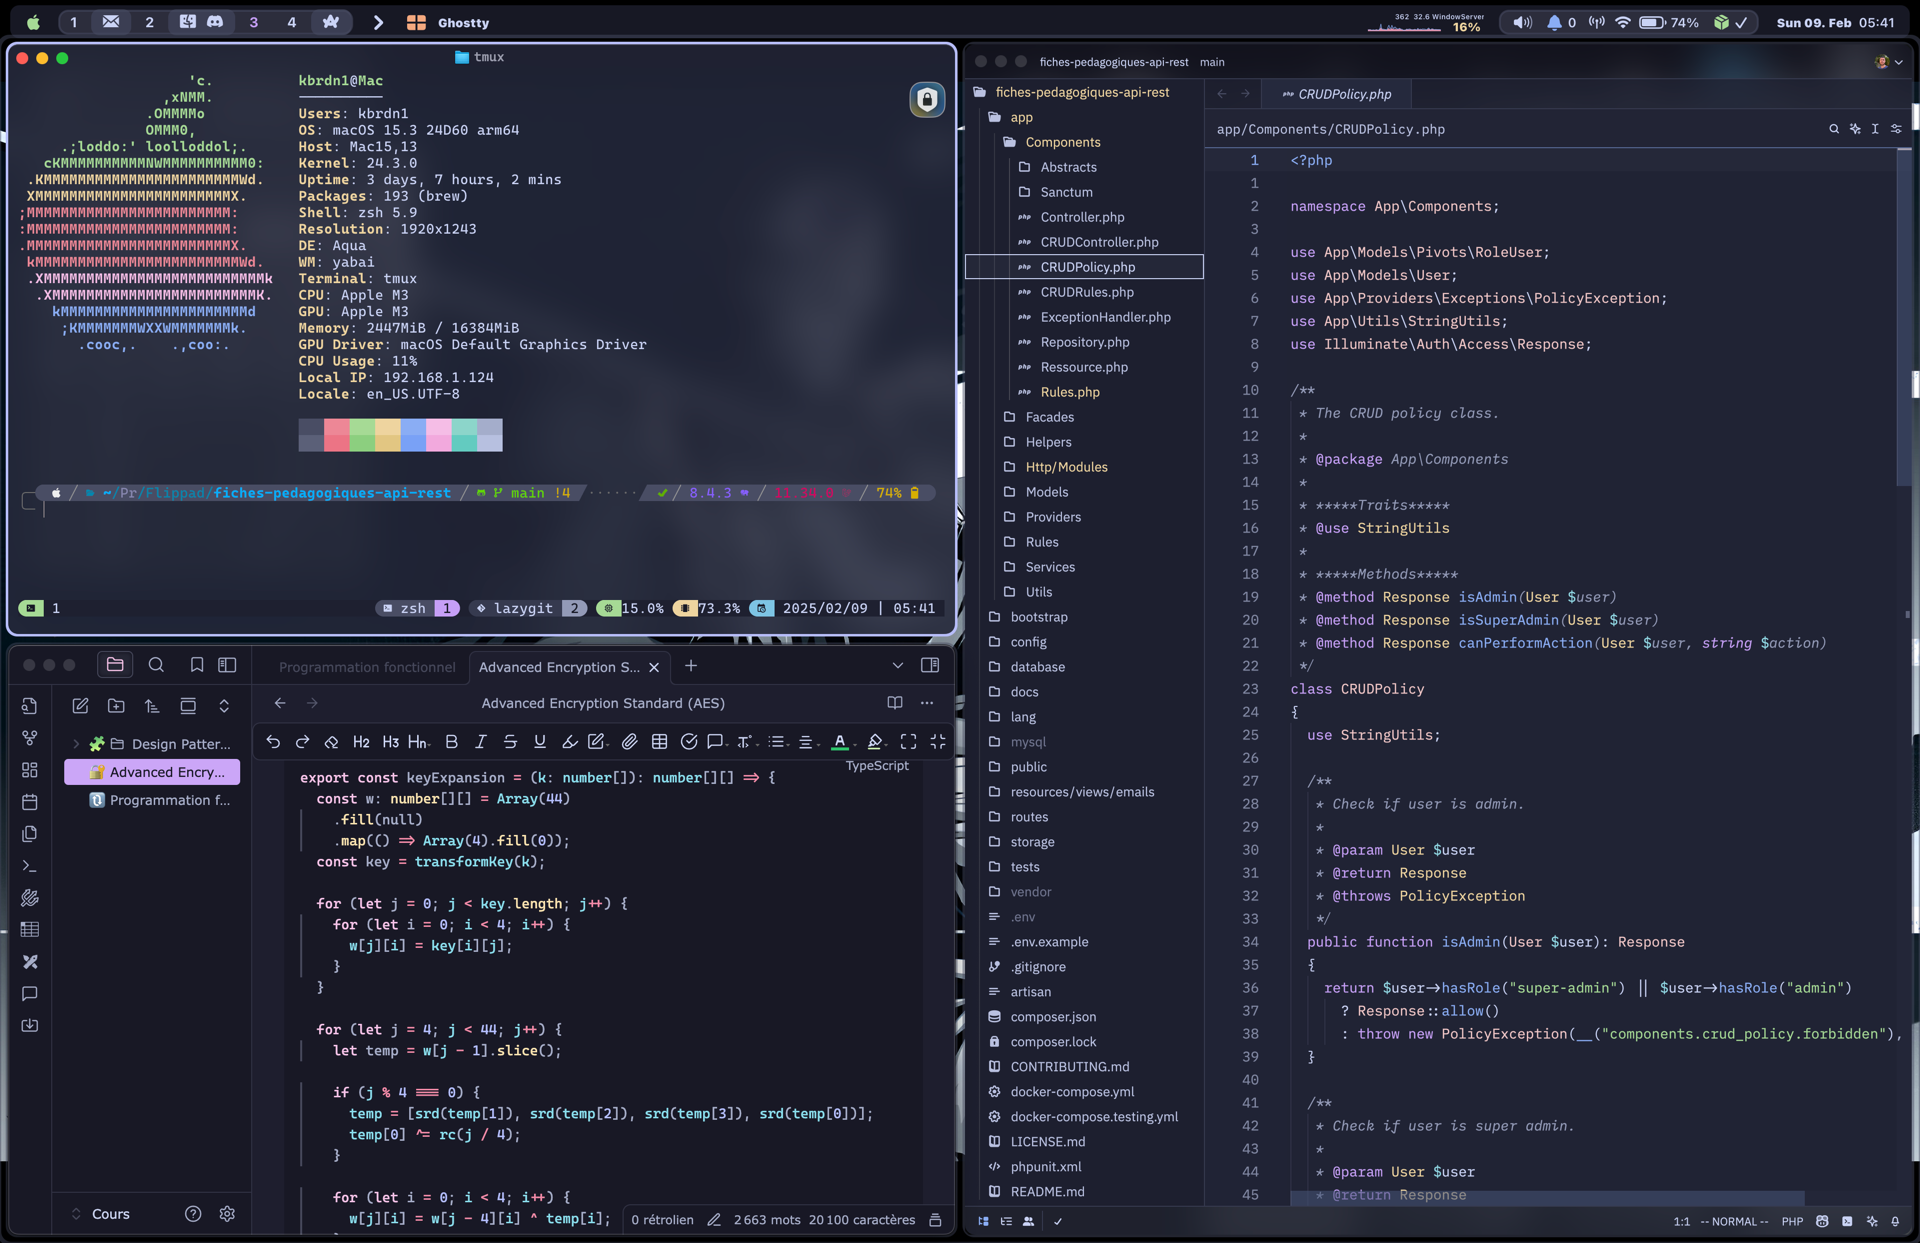 1 2 3 4 Ghostty
362 32.6 WindowServer
16%
0 74% Sun 09. Feb 05:41
tmux
'c.
,xNMM.
.OMMMMo
OMMM0,
.;loddo:' loolloddol;.
cKMMMMMMMMMMNWMMMMMMMMMM0:
.KMMMMMMMMMMMMMMMMMMMMMMMWd.
XMMMMMMMMMMMMMMMMMMMMMMMX.
;MMMMMMMMMMMMMMMMMMMMMMMM:
:MMMMMMMMMMMMMMMMMMMMMMMM:
.MMMMMMMMMMMMMMMMMMMMMMMMX.
kMMMMMMMMMMMMMMMMMMMMMMMMWd.
.XMMMMMMMMMMMMMMMMMMMMMMMMMMk
.XMMMMMMMMMMMMMMMMMMMMMMMMK.
kMMMMMMMMMMMMMMMMMMMMMMd
;KMMMMMMMWXXWMMMMMMMk.
.cooc,. .,coo:.
kbrdn1@Mac
Users: kbrdn1
OS: macOS 15.3 24D60 arm64
Host: Mac15,13
Kernel: 24.3.0
Uptime: 3 days, 7 hours, 2 mins
Packages: 193 (brew)
Shell: zsh 5.9
Resolution: 1920x1243
DE: Aqua
WM: yabai
Terminal: tmux
CPU: Apple M3
GPU: Apple M3
Memory: 2447MiB / 16384MiB
GPU Driver: macOS Default Graphics Driver
CPU Usage: 11%
Local IP: 192.168.1.124
Locale: en_US.UTF-8
~/Pr/Flippad/fiches-pedagogiques-api-rest / main !4 ······ 8.4.3 / 74%
1 zsh 1 lazygit 2 15.0% 73.3% 2025/02/09 | 05:41
Programmation fonctionnel
Advanced Encryption S...
Advanced Encryption Standard (AES)
Design Patter...
Advanced Encry...
Programmation f...
Cours
H2 H3 Hn B I S U A
TypeScript
export const keyExpansion = (k: number[]): number[][] => {
const w: number[][] = Array(44)
.fill(null)
.map(() => Array(4).fill(0));
const key = transformKey(k);
for (let j = 0; j < key.length; j++) {
for (let i = 0; i < 4; i++) {
w[j][i] = key[i][j];
}
}
for (let j = 4; j < 44; j++) {
let temp = w[j - 1].slice();
if (j % 4 === 0) {
temp = [srd(temp[1]), srd(temp[2]), srd(temp[3]), srd(temp[0])];
temp[0] ^= rc(j / 4);
}
for (let i = 0; i < 4; i++) {
w[j][i] = w[j - 4][i] ^ temp[i];
0 rétrolien 2 663 mots 20 100 caractères
fiches-pedagogiques-api-rest main
fiches-pedagogiques-api-rest
app
Components
Abstracts
Sanctum
php Controller.php
php CRUDController.php
php CRUDPolicy.php
php CRUDRules.php
php ExceptionHandler.php
php Repository.php
php Ressource.php
php Rules.php
Facades
Helpers
Http/Modules
Models
Providers
Rules
Services
Utils
bootstrap
config
database
docs
lang
mysql
public
resources/views/emails
routes
storage
tests
vendor
.env
.env.example
.gitignore
artisan
composer.json
composer.lock
CONTRIBUTING.md
docker-compose.yml
docker-compose.testing.yml
LICENSE.md
phpunit.xml
README.md
php CRUDPolicy.php
app/Components/CRUDPolicy.php
1 <?php
1
2 namespace App\Components;
3
4 use App\Models\Pivots\RoleUser;
5 use App\Models\User;
6 use App\Providers\Exceptions\PolicyException;
7 use App\Utils\StringUtils;
8 use Illuminate\Auth\Access\Response;
9
10 /**
11 * The CRUD policy class.
12 *
13 * @package App\Components
14 *
15 * *****Traits*****
16 * @use StringUtils
17 *
18 * *****Methods*****
19 * @method Response isAdmin(User $user)
20 * @method Response isSuperAdmin(User $user)
21 * @method Response canPerformAction(User $user, string $action)
22 */
23 class CRUDPolicy
24 {
25 use StringUtils;
26
27 /**
28 * Check if user is admin.
29 *
30 * @param User $user
31 * @return Response
32 * @throws PolicyException
33 */
34 public function isAdmin(User $user): Response
35 {
36 return $user->hasRole("super-admin") || $user->hasRole("admin")
37 ? Response::allow()
38 : throw new PolicyException(__("components.crud_policy.forbidden"),
39 }
40
41 /**
42 * Check if user is super admin.
43 *
44 * @param User $user
45 * @return Response
1:1 -- NORMAL -- PHP